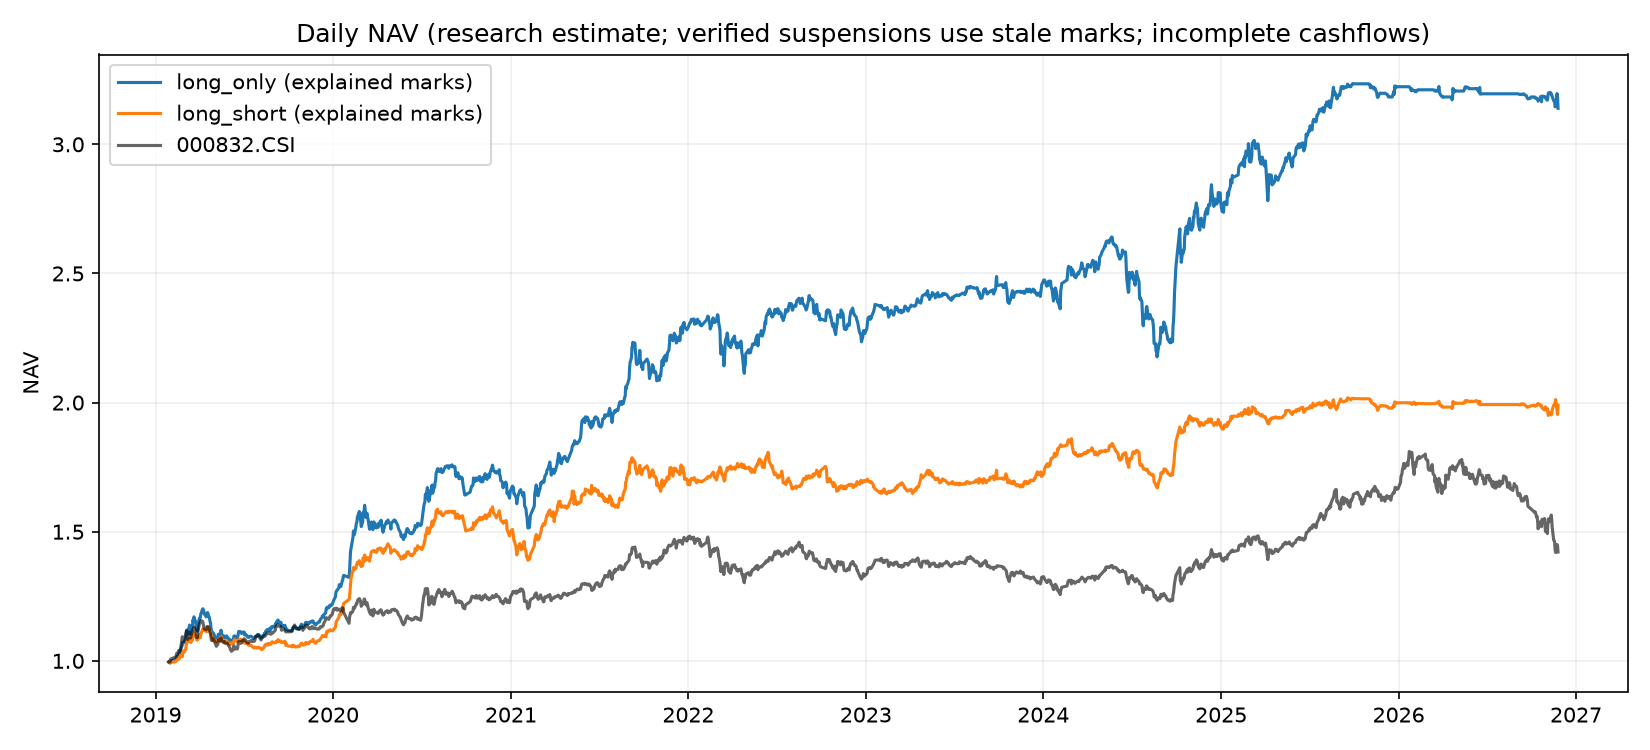 Daily NAV (research estimate; verified suspensions use stale marks; incomplete cashflows)
long_only (explained marks)
long_short (explained marks)
000832.CSI
NAV
3.0
2.5
2.0
1.5
1.0
2019 2020 2021 2022 2023 2024 2025 2026 2027